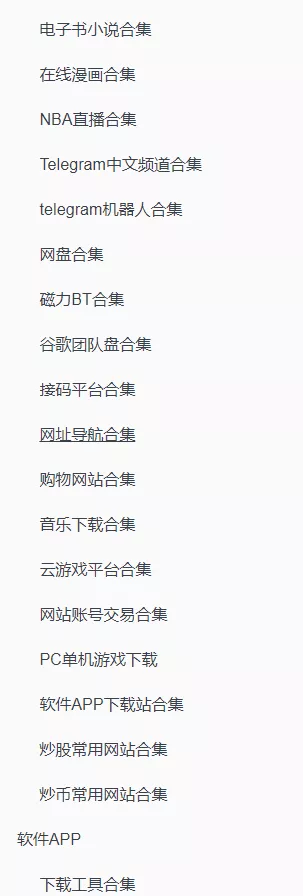 电子书小说合集
在线漫画合集
NBA直播合集
Telegram中文频道合集
telegram机器人合集
网盘合集
磁力BT合集
谷歌团队盘合集
接码平台合集
网址导航合集
购物网站合集
音乐下载合集
云游戏平台合集
网站账号交易合集
PC单机游戏下载
软件APP下载站合集
炒股常用网站合集
炒币常用网站合集
软件APP
下载工具合集